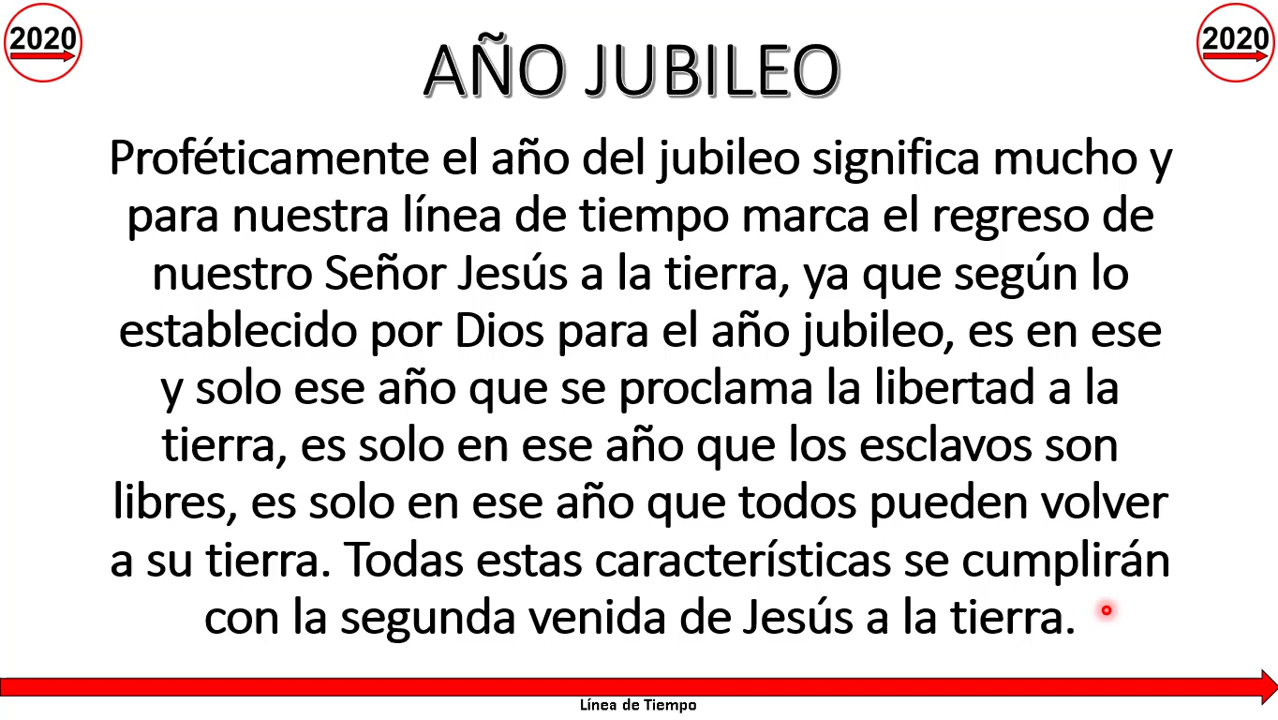 2020
2020
AÑO JUBILEO
Proféticamente el año del jubileo significa mucho y
para nuestra línea de tiempo marca el regreso de
nuestro Señor Jesús a la tierra, ya que según lo
establecido por Dios para el año jubileo, es en ese
y solo ese año que se proclama la libertad a la
tierra, es solo en ese año que los esclavos son
libres, es solo en ese año que todos pueden volver
a su tierra. Todas estas características se cumplirán
con la segunda venida de Jesús a la tierra.
Línea de Tiempo